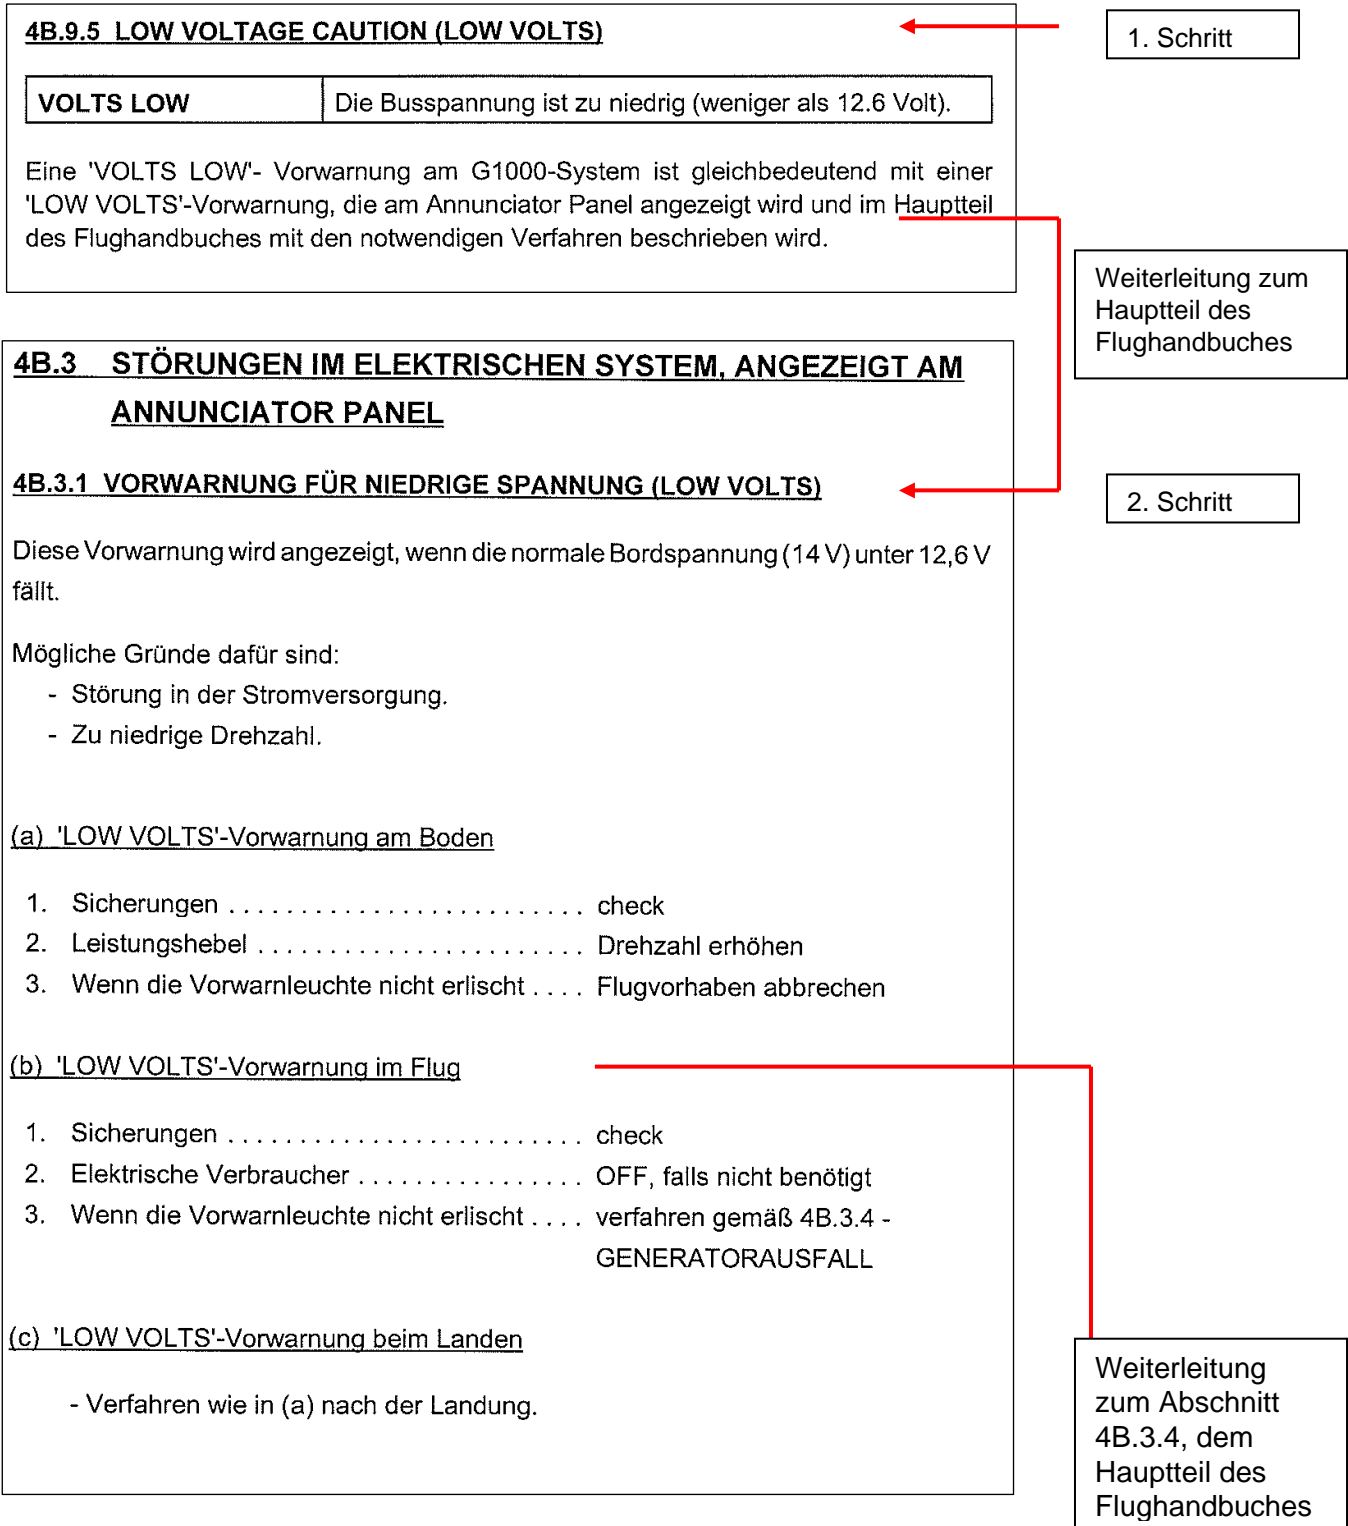 4B.9.5 LOW VOLTAGE CAUTION (LOW VOLTS)
1. Schritt
VOLTS LOW Die Busspannung ist zu niedrig (weniger als 12.6 Volt).
Eine 'VOLTS LOW'- Vorwarnung am G1000-System ist gleichbedeutend mit einer
'LOW VOLTS'-Vorwarnung, die am Annunciator Panel angezeigt wird und im Hauptteil
des Flughandbuches mit den notwendigen Verfahren beschrieben wird.
Weiterleitung zum
Hauptteil des
Flughandbuches
4B.3 STÖRUNGEN IM ELEKTRISCHEN SYSTEM, ANGEZEIGT AM
ANNUNCIATOR PANEL
4B.3.1 VORWARNUNG FÜR NIEDRIGE SPANNUNG (LOW VOLTS)
2. Schritt
Diese Vorwarnung wird angezeigt, wenn die normale Bordspannung (14 V) unter 12,6 V
fällt.
Mögliche Gründe dafür sind:
- Störung in der Stromversorgung.
- Zu niedrige Drehzahl.
(a) 'LOW VOLTS'-Vorwarnung am Boden
1. Sicherungen . . . . . . . . . . . . . . . . . . . . . . . . . check
2. Leistungshebel . . . . . . . . . . . . . . . . . . . . . . . Drehzahl erhöhen
3. Wenn die Vorwarnleuchte nicht erlischt . . . . Flugvorhaben abbrechen
(b) 'LOW VOLTS'-Vorwarnung im Flug
1. Sicherungen . . . . . . . . . . . . . . . . . . . . . . . . . check
2. Elektrische Verbraucher . . . . . . . . . . . . . . . . OFF, falls nicht benötigt
3. Wenn die Vorwarnleuchte nicht erlischt . . . . verfahren gemäß 4B.3.4 -
GENERATORAUSFALL
(c) 'LOW VOLTS'-Vorwarnung beim Landen
- Verfahren wie in (a) nach der Landung.
Weiterleitung
zum Abschnitt
4B.3.4, dem
Hauptteil des
Flughandbuches